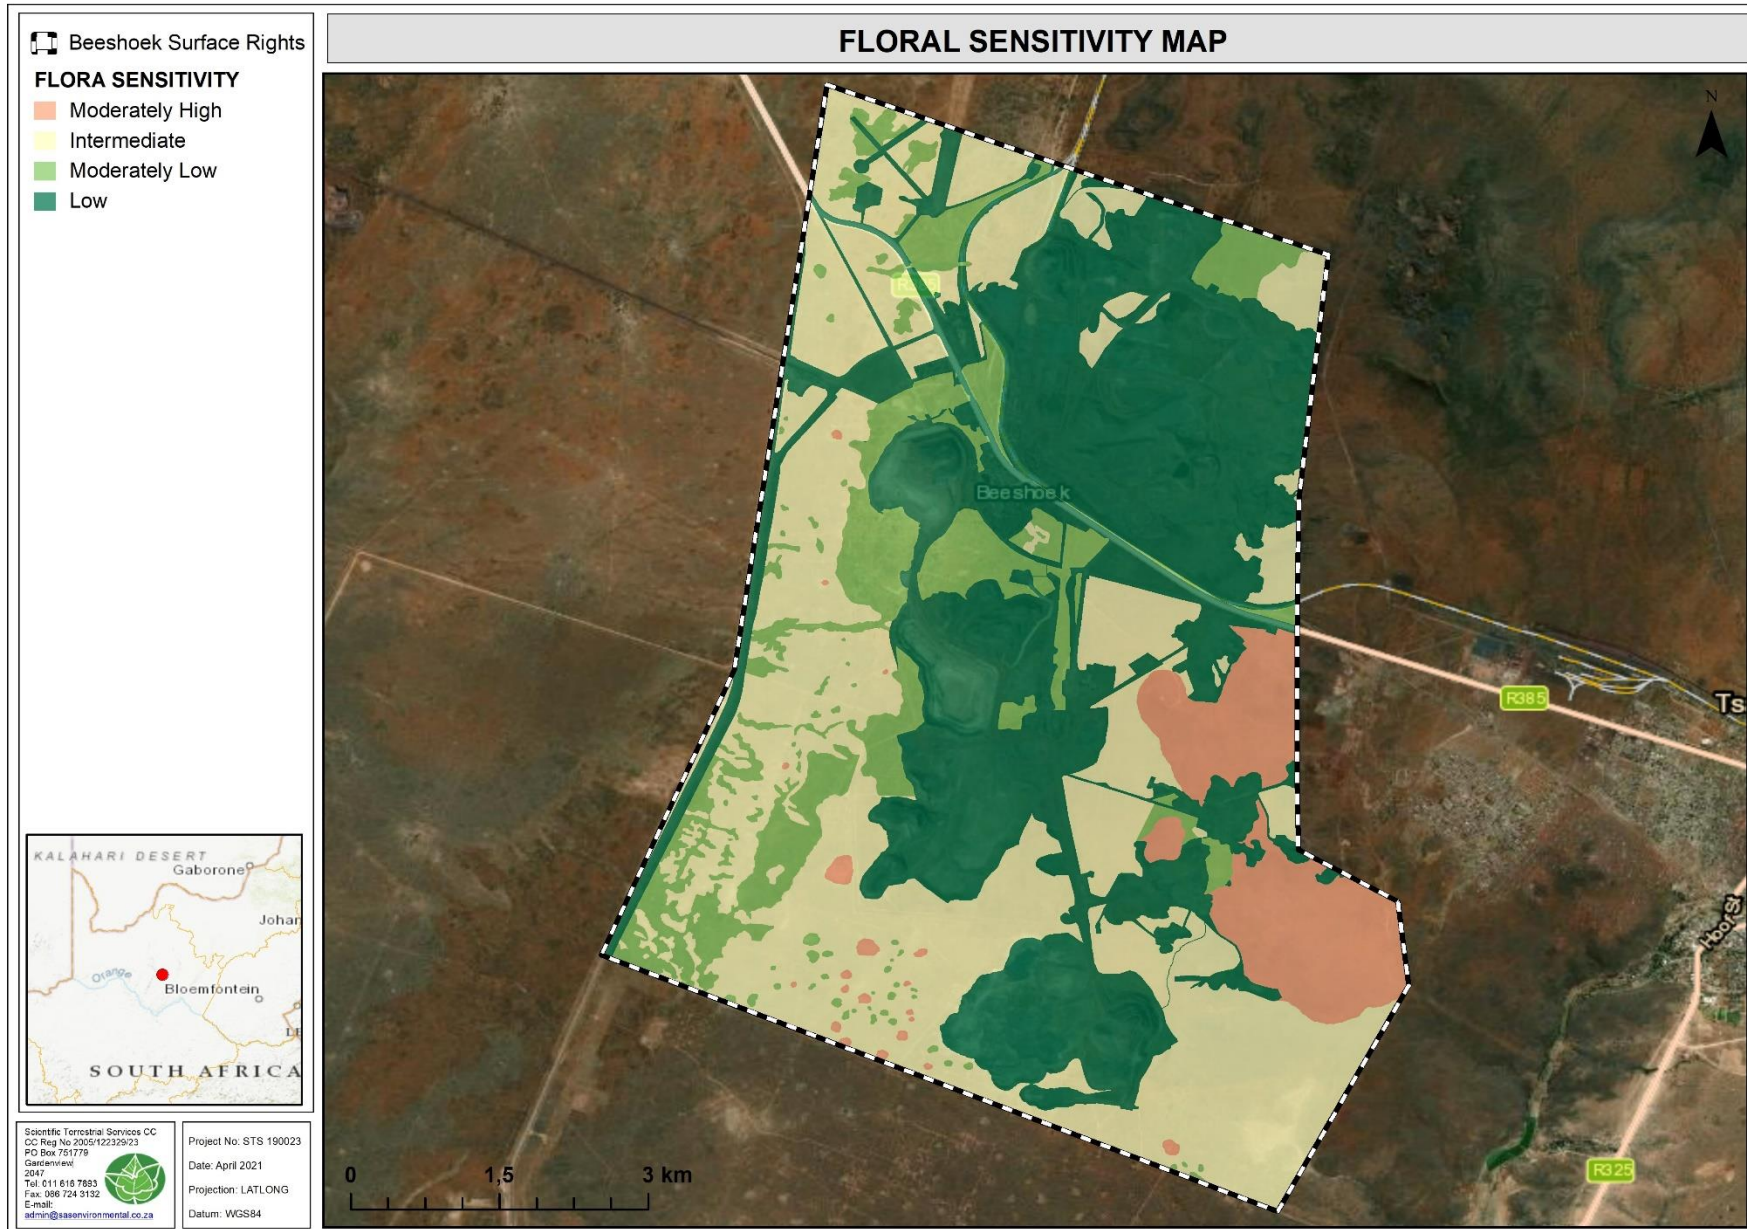 Beeshoek Surface Rights
FLORA SENSITIVITY
Moderately High
Intermediate
Moderately Low
Low
FLORAL SENSITIVITY MAP
N
Beeshoek
R385
Ts
Hoor St
R325
0 1,5 3 km
KALAHARI DESERT
Gaborone
Johan
Orange
Bloemfontein
LE
SOUTH AFRICA
Scientific Terrestrial Services CC
CC Reg No 2005/122329/23
PO Box 751779
Gardenview
2047
Tel: 011 616 7893
Fax: 086 724 3132
E-mail:
admin@sasenvironmental.co.za
Project No: STS 190023
Date: April 2021
Projection: LATLONG
Datum: WGS84